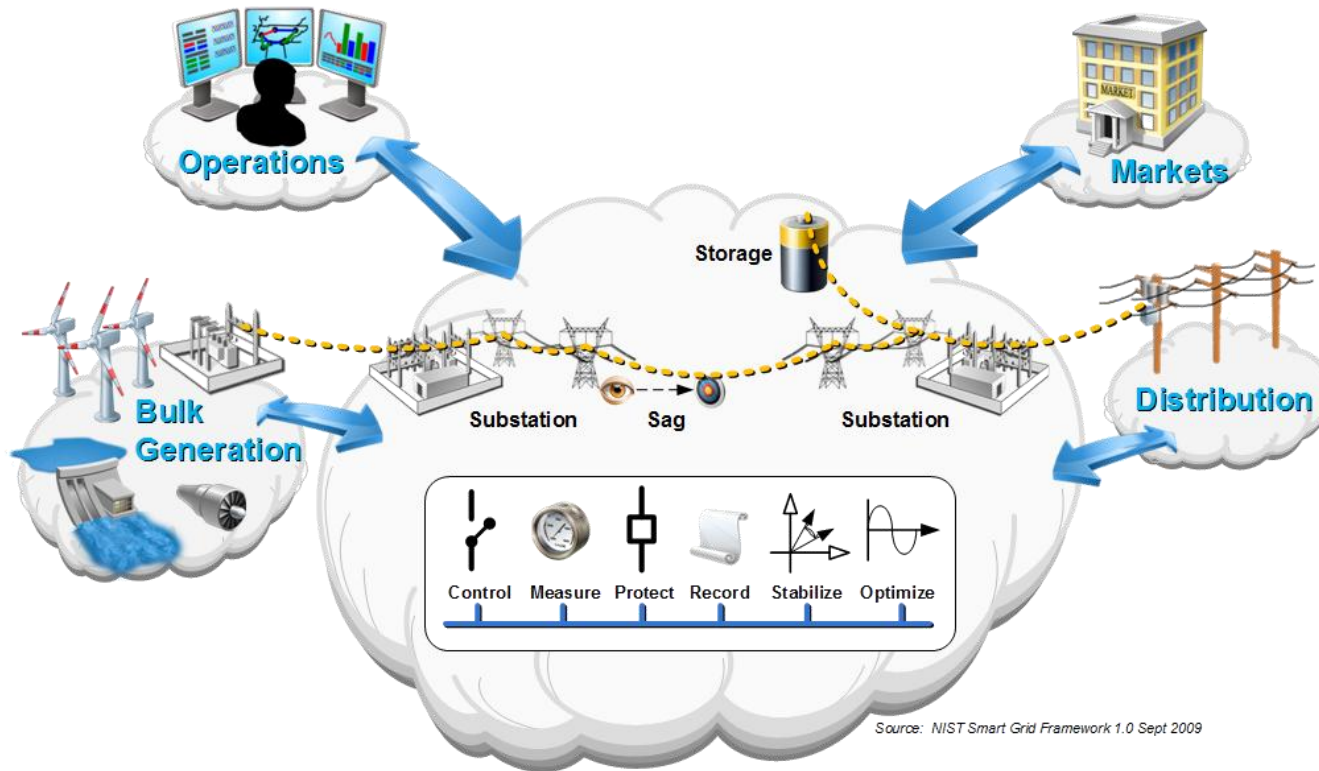 Operations
MARKET
Markets
Storage
Bulk
Generation
Substation
Sag
Substation
Distribution
Control
Measure
Protect
Record
Stabilize
Optimize
Source: NIST Smart Grid Framework 1.0 Sept 2009